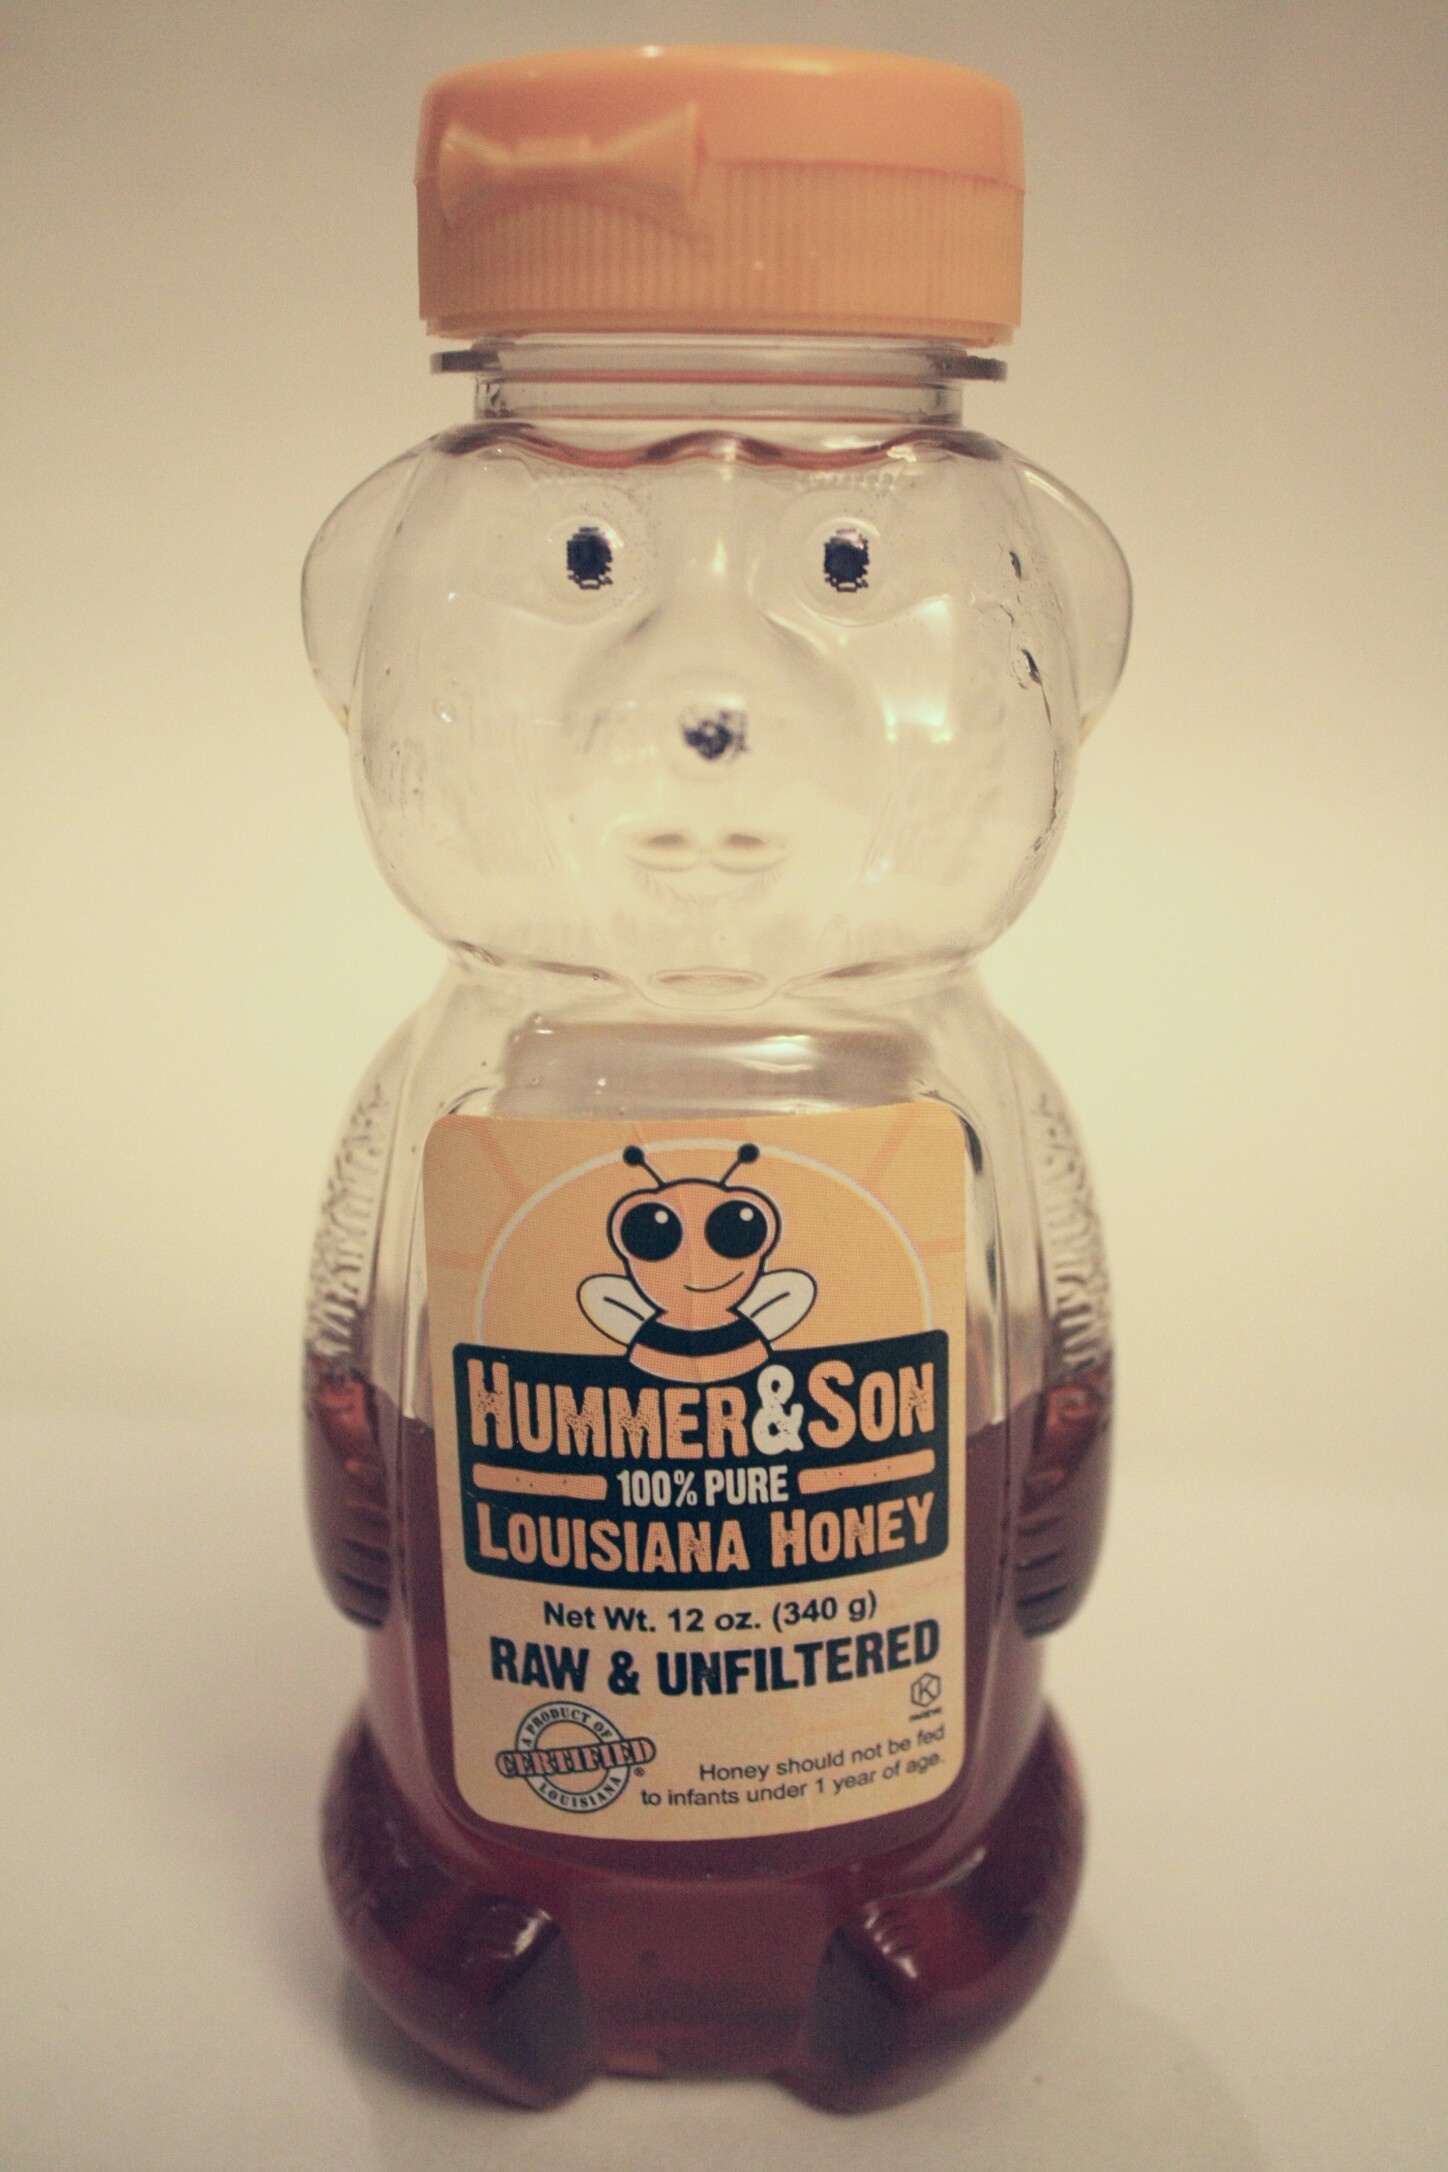 HUMMER&SON
100% PURE
LOUISIANA HONEY
Net Wt. 12 oz. (340 g)
RAW & UNFILTERED
K
A PRODUCT OF
CERTIFIED®
LOUISIANA
Honey should not be fed
to infants under 1 year of age.